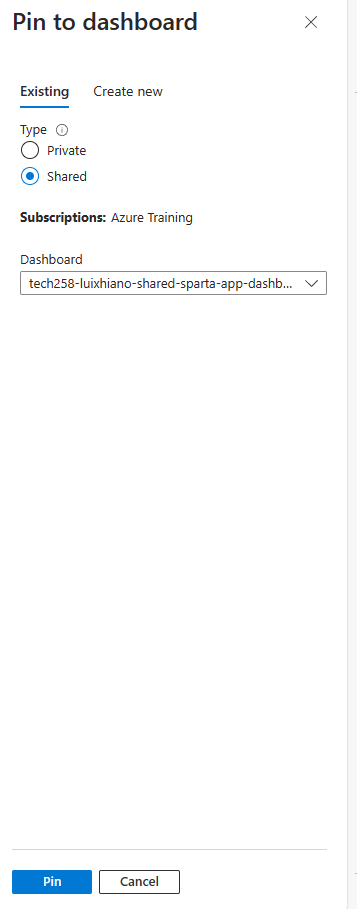 Pin to dashboard
Existing Create new
Type
Private
Shared
Subscriptions: Azure Training
Dashboard
tech258-luixhiano-shared-sparta-app-dashb...
Pin Cancel